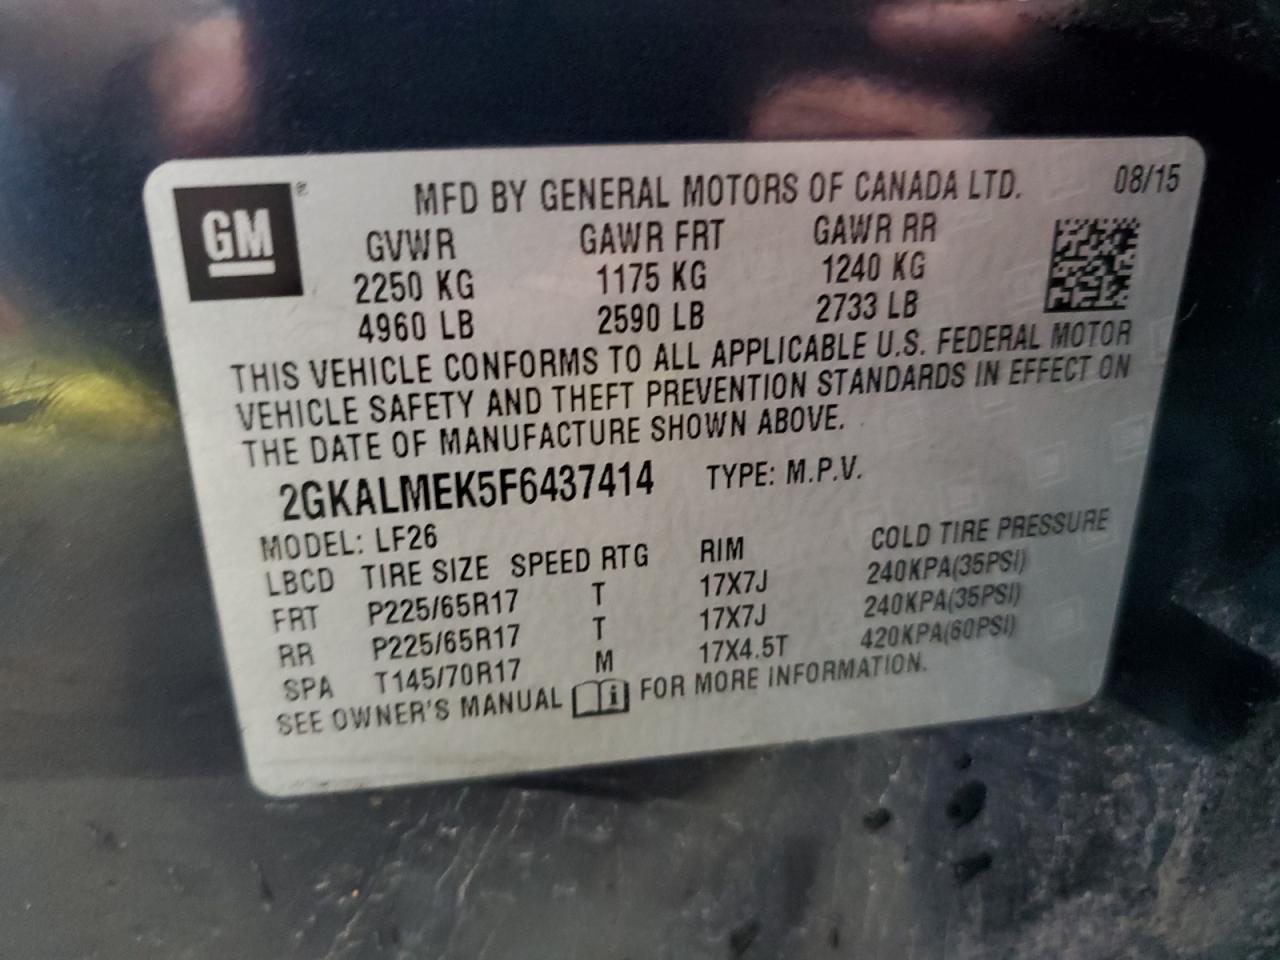 GM ®
MFD BY GENERAL MOTORS OF CANADA LTD. 08/15
GVWR GAWR FRT GAWR RR
2250 KG 1175 KG 1240 KG
4960 LB 2590 LB 2733 LB
THIS VEHICLE CONFORMS TO ALL APPLICABLE U.S. FEDERAL MOTOR
VEHICLE SAFETY AND THEFT PREVENTION STANDARDS IN EFFECT ON
THE DATE OF MANUFACTURE SHOWN ABOVE.
2GKALMEK5F6437414 TYPE: M.P.V.
MODEL: LF26
LBCD TIRE SIZE SPEED RTG RIM COLD TIRE PRESSURE
FRT P225/65R17 T 17X7J 240KPA(35PSI)
RR P225/65R17 T 17X7J 240KPA(35PSI)
SPA T145/70R17 M 17X4.5T 420KPA(60PSI)
SEE OWNER'S MANUAL i FOR MORE INFORMATION.